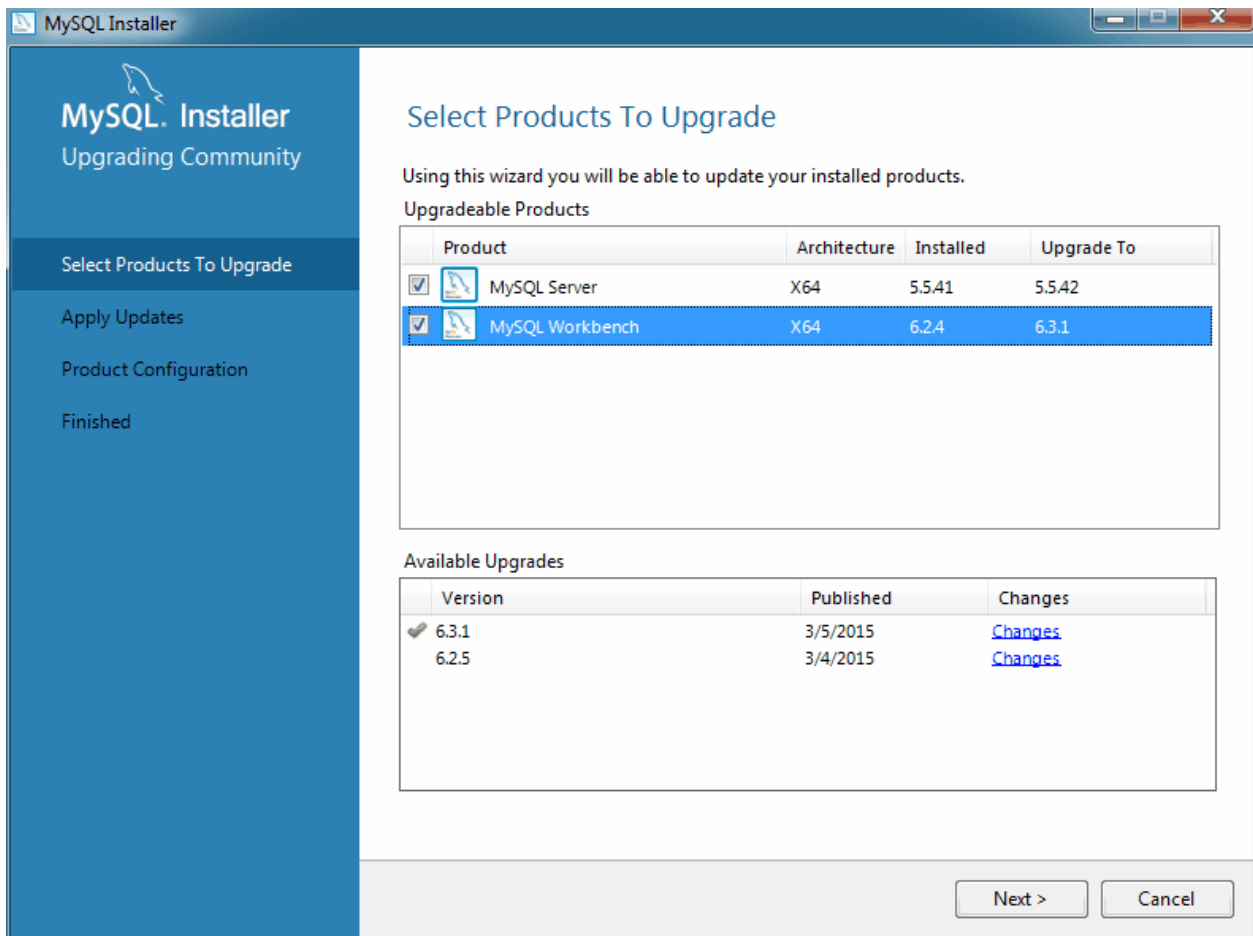 MySQL Installer
MySQL. Installer
Upgrading Community
Select Products To Upgrade
Apply Updates
Product Configuration
Finished
Select Products To Upgrade
Using this wizard you will be able to update your installed products.
Upgradeable Products
Product Architecture Installed Upgrade To
MySQL Server X64 5.5.41 5.5.42
MySQL Workbench X64 6.2.4 6.3.1
Available Upgrades
Version Published Changes
6.3.1 3/5/2015 Changes
6.2.5 3/4/2015 Changes
Next > Cancel